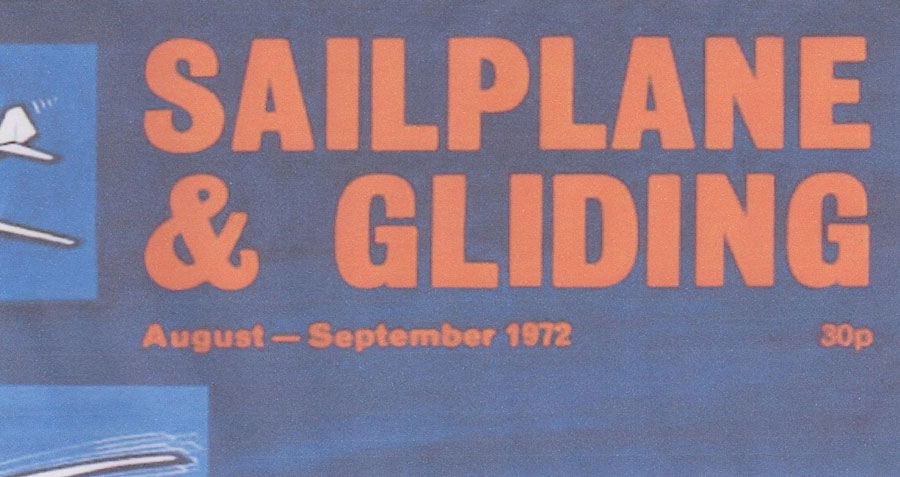 SAILPLANE
& GLIDING
August — September 1972 30p